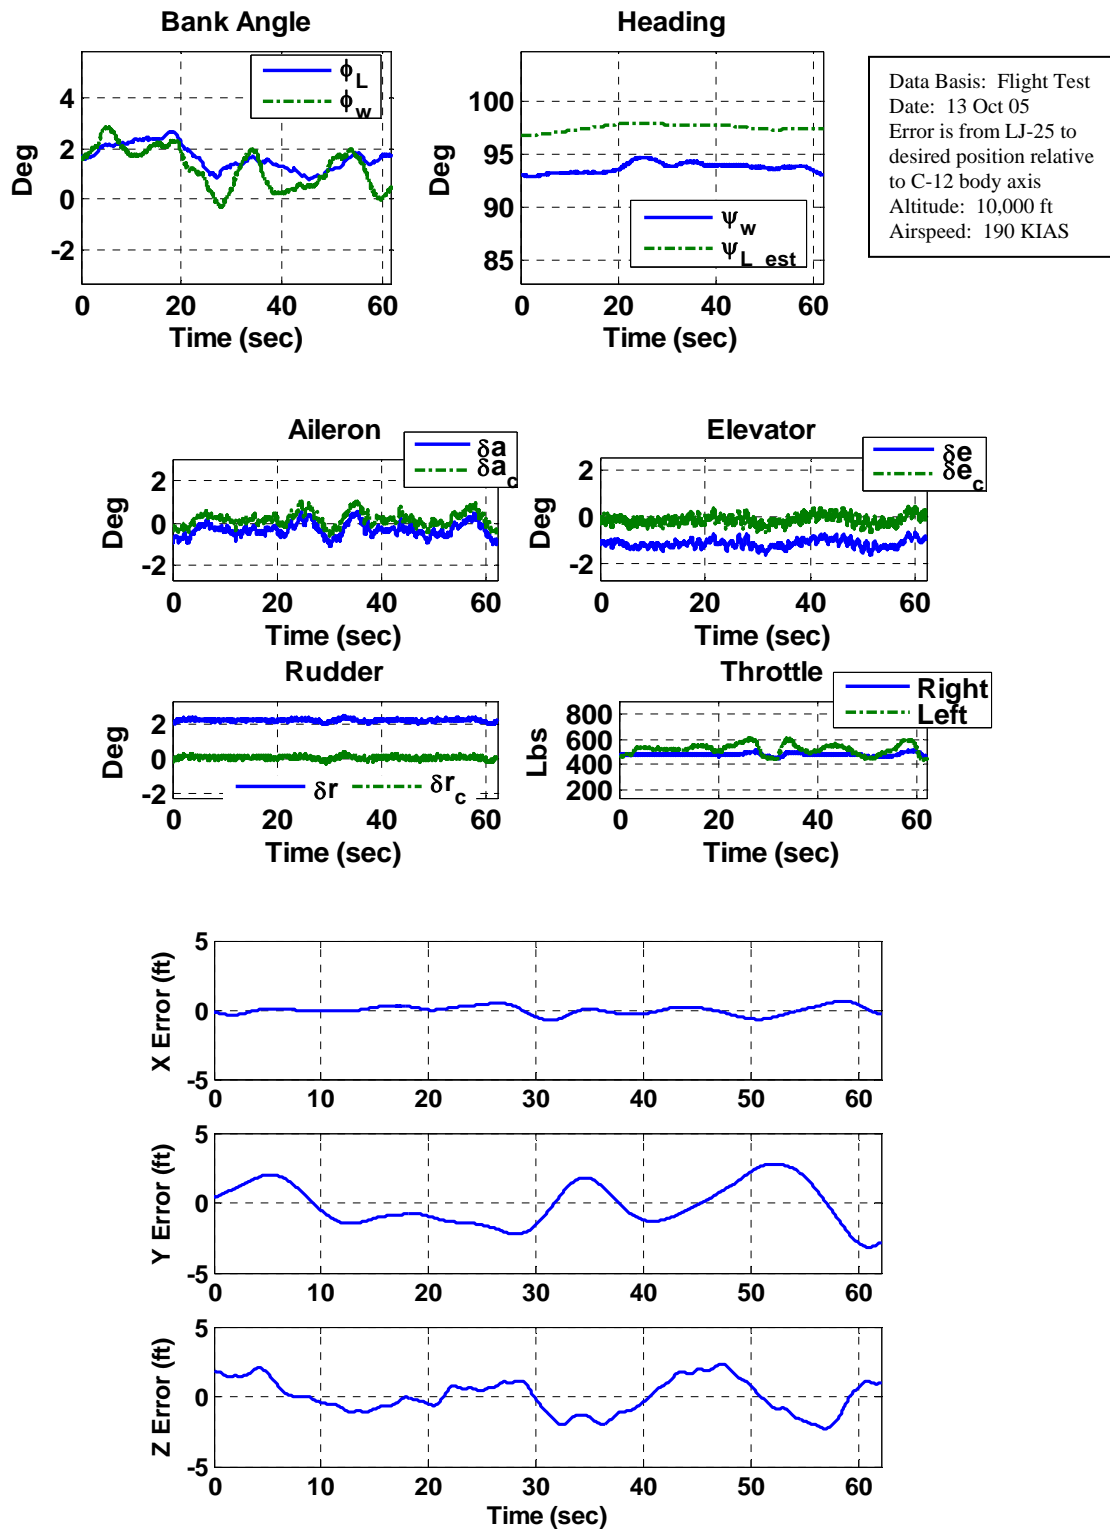 Bank Angle
Deg
4
2
0
-2
ϕL
ϕw
0 20 40 60
Time (sec)
Heading
Deg
100
95
90
85
ψw
ψL est
0 20 40 60
Time (sec)
Data Basis: Flight Test
Date: 13 Oct 05
Error is from LJ-25 to
desired position relative
to C-12 body axis
Altitude: 10,000 ft
Airspeed: 190 KIAS
Aileron
Deg
2
0
-2
δa
δac
0 20 40 60
Time (sec)
Elevator
Deg
2
0
-2
δe
δec
0 20 40 60
Time (sec)
Rudder
Deg
2
0
-2
δr δrc
0 20 40 60
Time (sec)
Throttle
Lbs
800
600
400
200
Right
Left
0 20 40 60
Time (sec)
X Error (ft)
5
0
-5
0 10 20 30 40 50 60
Y Error (ft)
5
0
-5
0 10 20 30 40 50 60
Z Error (ft)
5
0
-5
0 10 20 30 40 50 60
Time (sec)